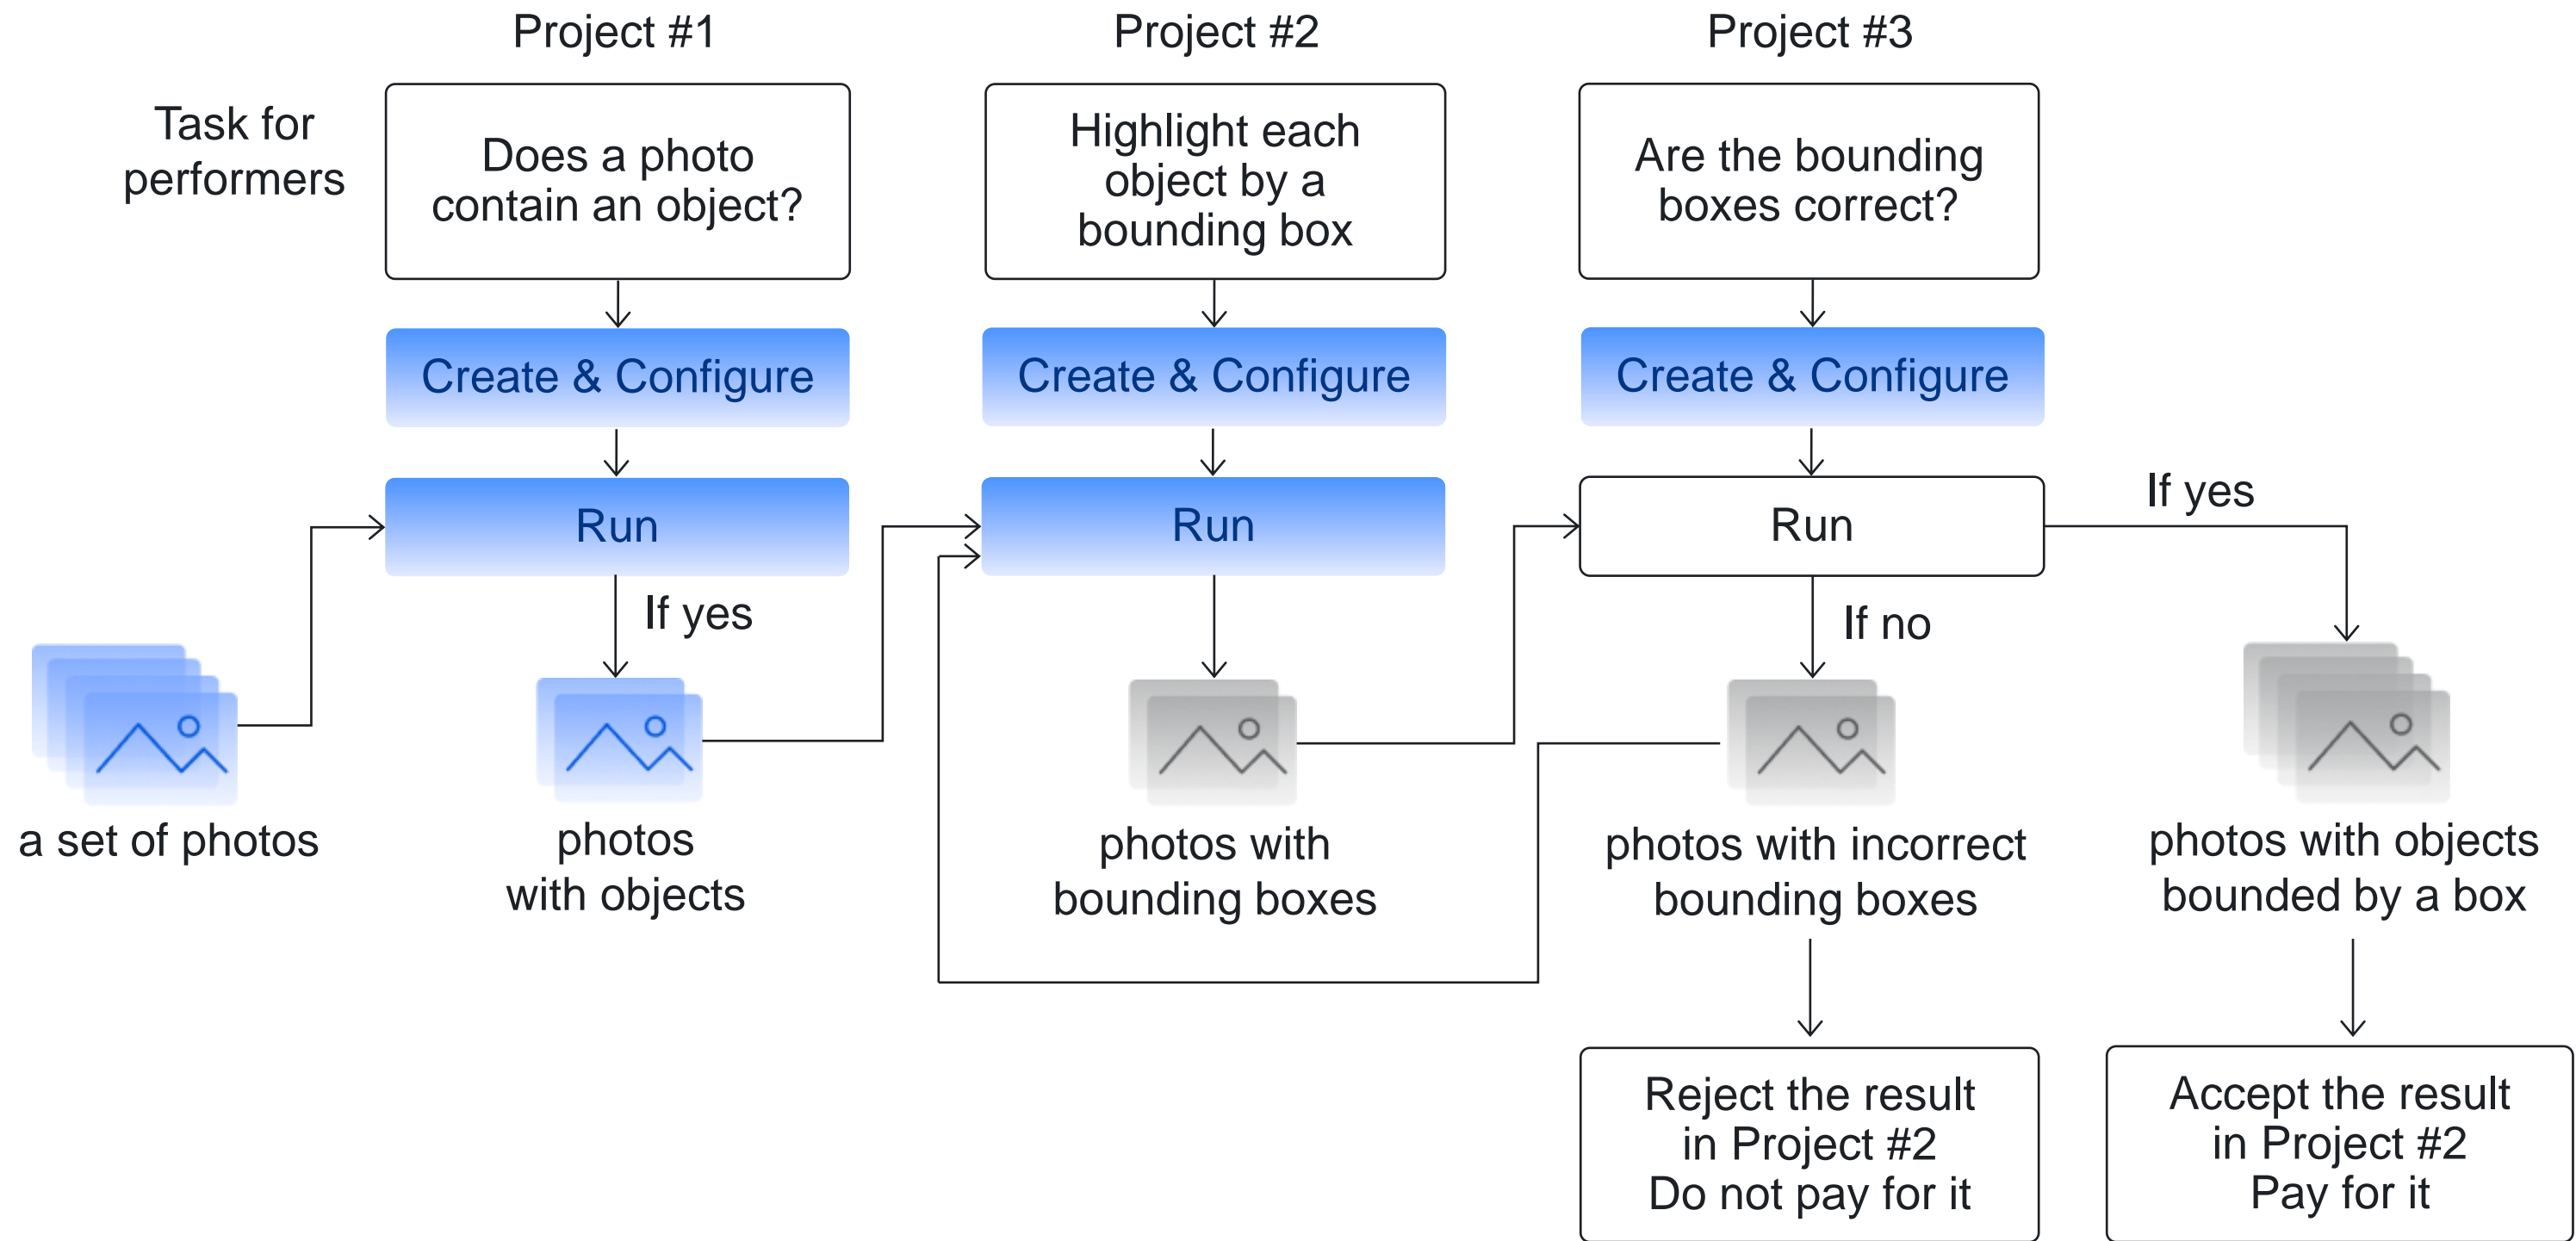 Project #1
Project #2
Project #3
Task for
performers
Does a photo
contain an object?
Highlight each
object by a
bounding box
Are the bounding
boxes correct?
Create & Configure
Create & Configure
Create & Configure
Run
Run
Run
If yes
If yes
If no
a set of photos
photos
with objects
photos with
bounding boxes
photos with incorrect
bounding boxes
photos with objects
bounded by a box
Reject the result
in Project #2
Do not pay for it
Accept the result
in Project #2
Pay for it